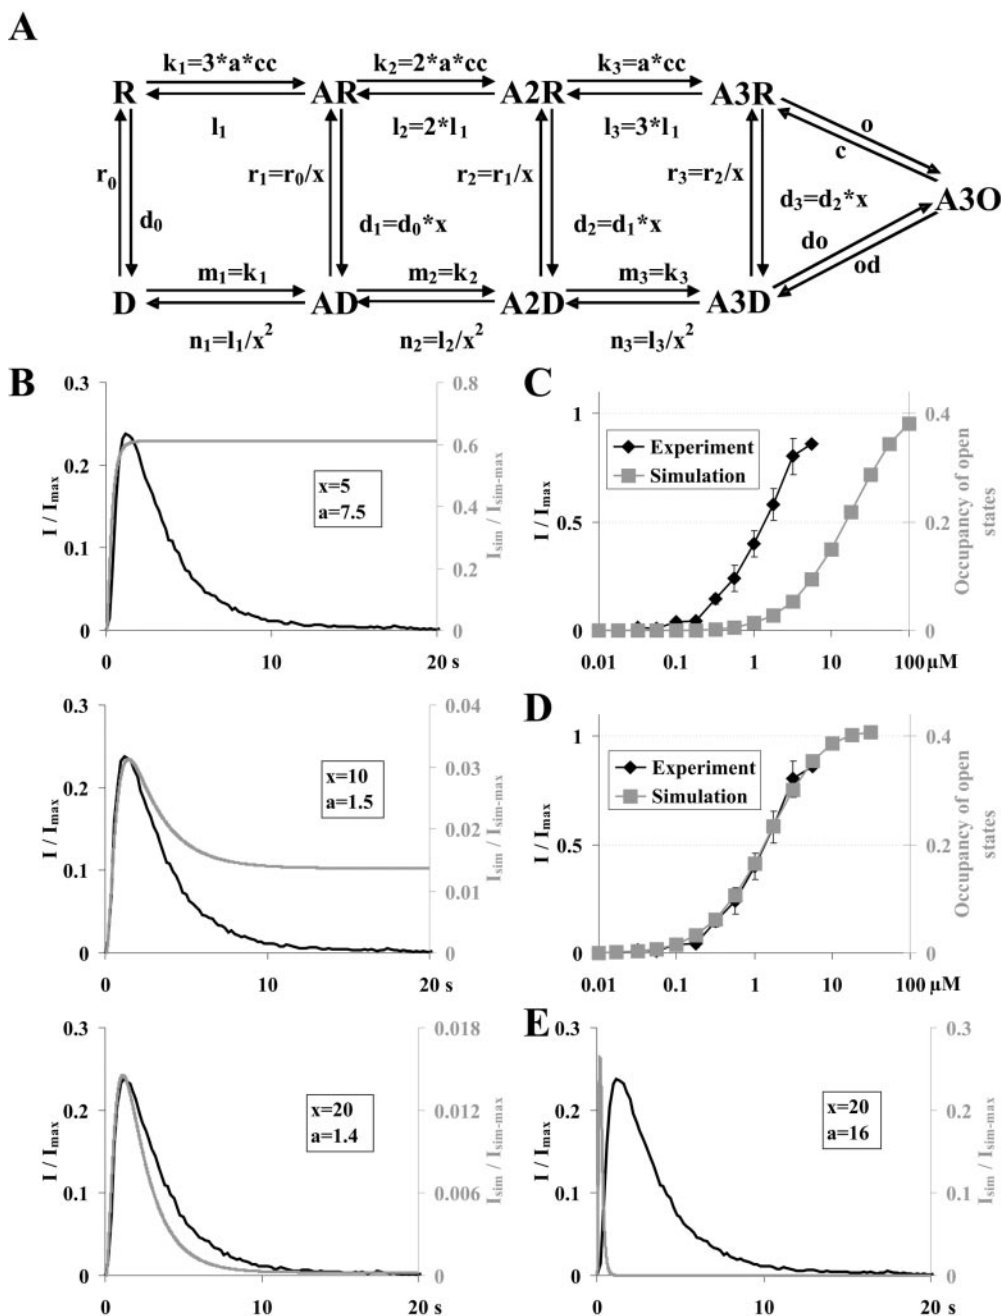 A
k₁=3*a*cc
k₂=2*a*cc
k₃=a*cc
R
AR
A2R
A3R
l₁
l₂=2*l₁
l₃=3*l₁
o
c
r₀
r₁=r₀/x
r₂=r₁/x
r₃=r₂/x
A3O
d₀
d₁=d₀*x
d₂=d₁*x
d₃=d₂*x
do
od
m₁=k₁
m₂=k₂
m₃=k₃
D
AD
A2D
A3D
n₁=l₁/x²
n₂=l₂/x²
n₃=l₃/x²
B
0.3
0.2
0.1
0
I / Imax
0.8
0.6
0.4
0.2
0
Isim / Isim-max
x=5
a=7.5
0
10
20 s
C
1
0.5
0
I / Imax
Experiment
Simulation
0.4
0.2
0
Occupancy of open
states
0.01
0.1
1
10
100 µM
0.3
0.2
0.1
0
I / Imax
0.04
0.03
0.02
0.01
0
Isim / Isim-max
x=10
a=1.5
0
10
20 s
D
1
0.5
0
I / Imax
Experiment
Simulation
0.4
0.2
0
Occupancy of open
states
0.01
0.1
1
10
100 µM
0.3
0.2
0.1
0
I / Imax
0.018
0.012
0.006
0
Isim / Isim-max
x=20
a=1.4
0
10
20 s
E
0.3
0.2
0.1
0
I / Imax
0.3
0.2
0.1
0
Isim / Isim-max
x=20
a=16
0
10
20 s